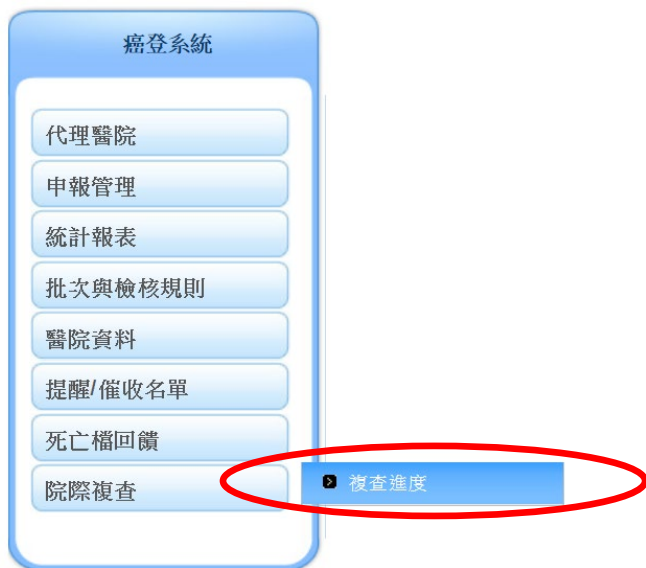 癌登系統
代理醫院
申報管理
統計報表
批次與檢核規則
醫院資料
提醒/催收名單
死亡檔回饋
院際複查
複查進度